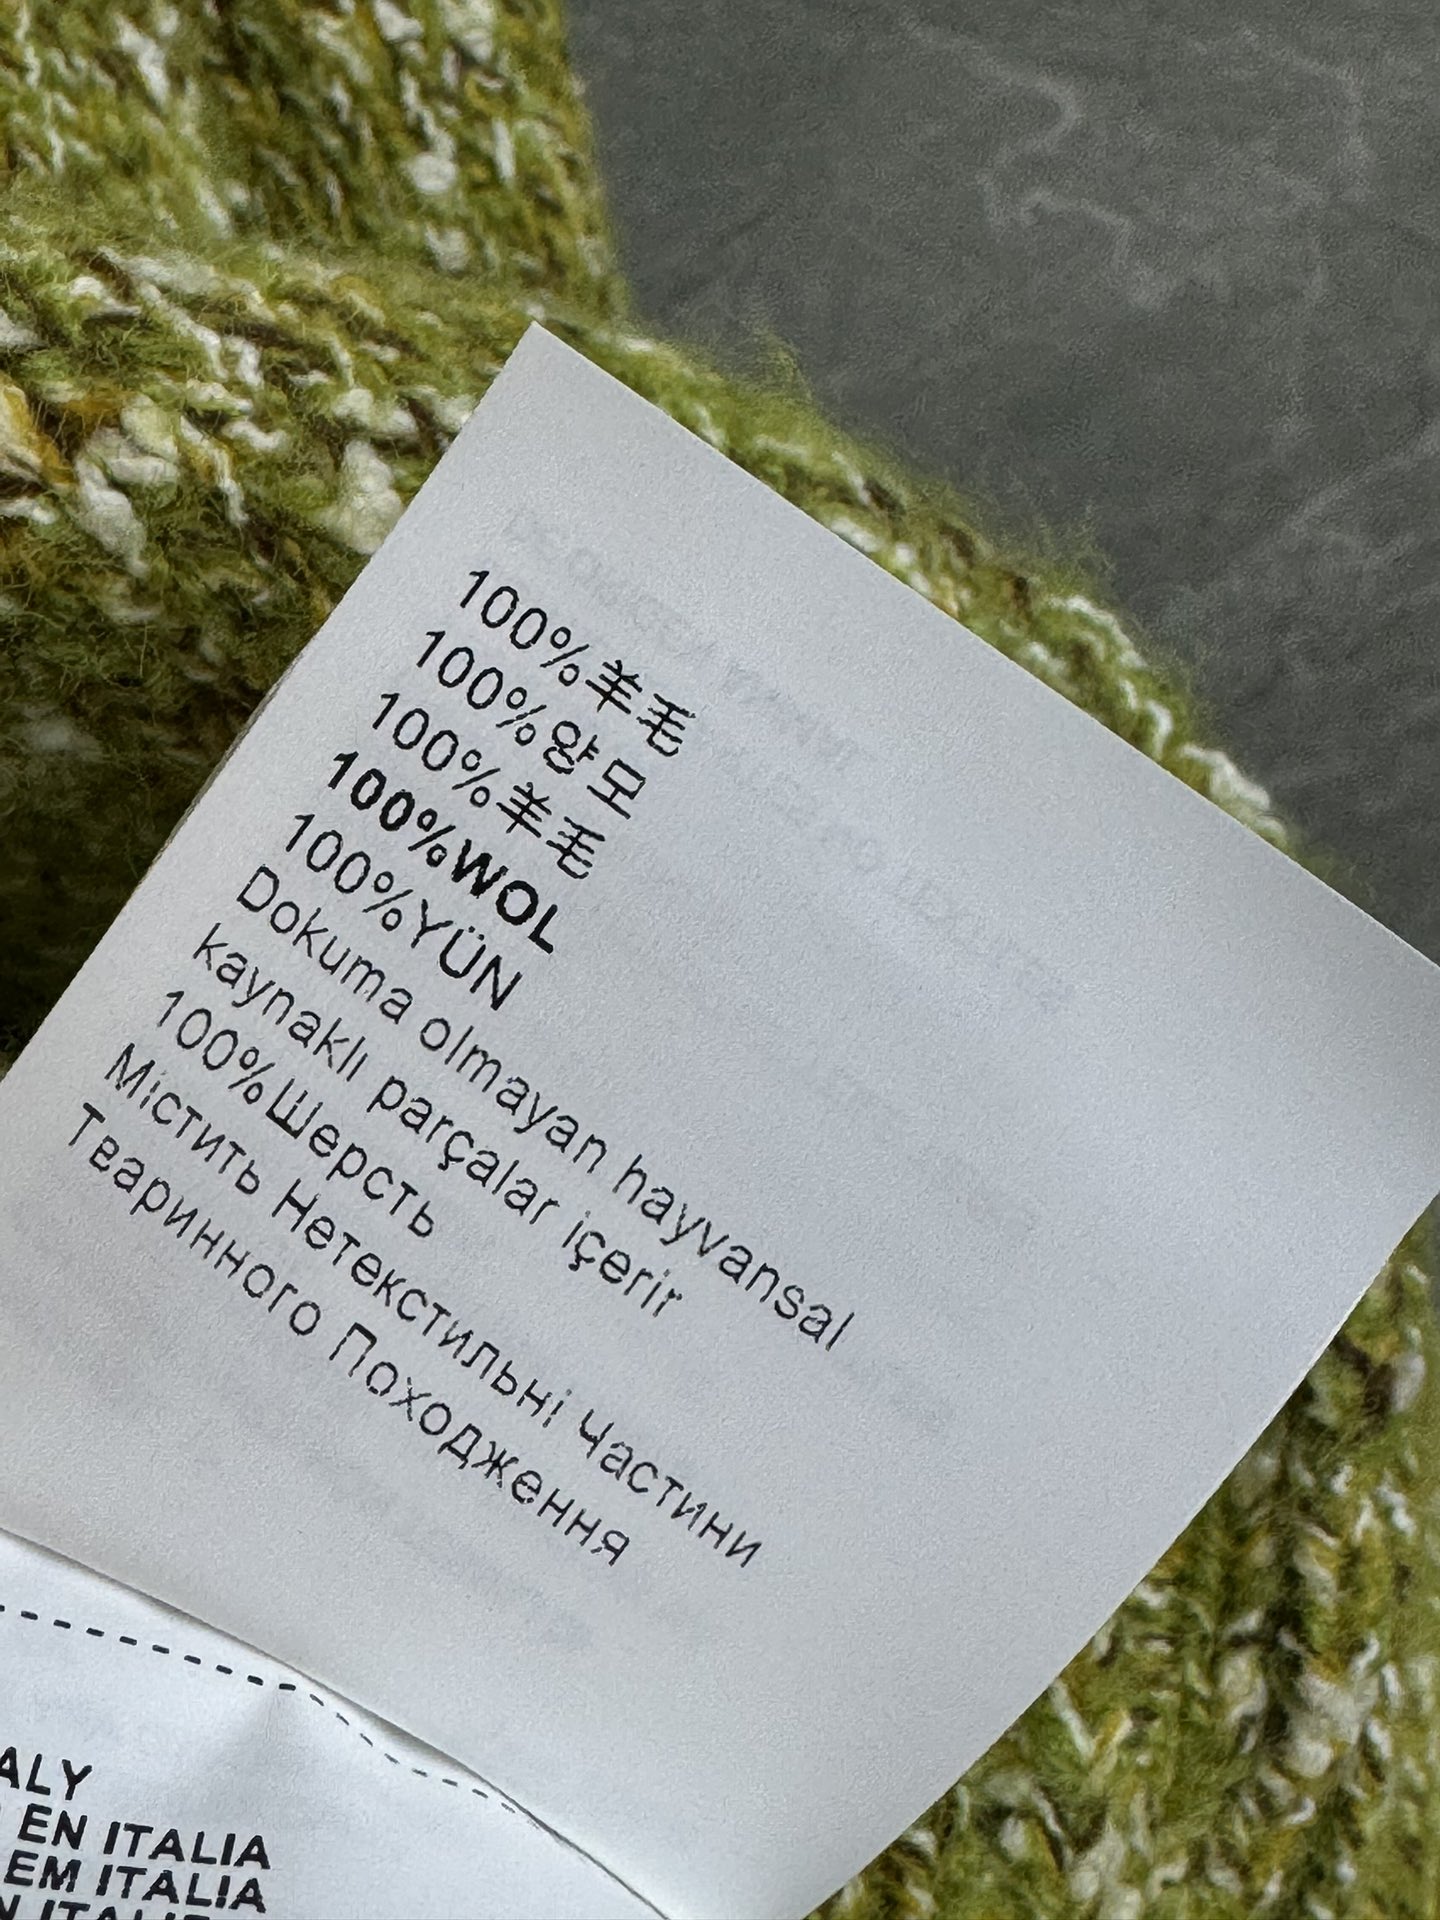 100%羊毛
100%양모
100%羊毛
100%WOL
100%YÜN
Dokuma olmayan hayvansal
kaynaklı parçalar içerir
100%Шерсть
Містить Нетекстильні Частини
Тваринного Походження
ALY
EN ITALIA
EM ITALIA